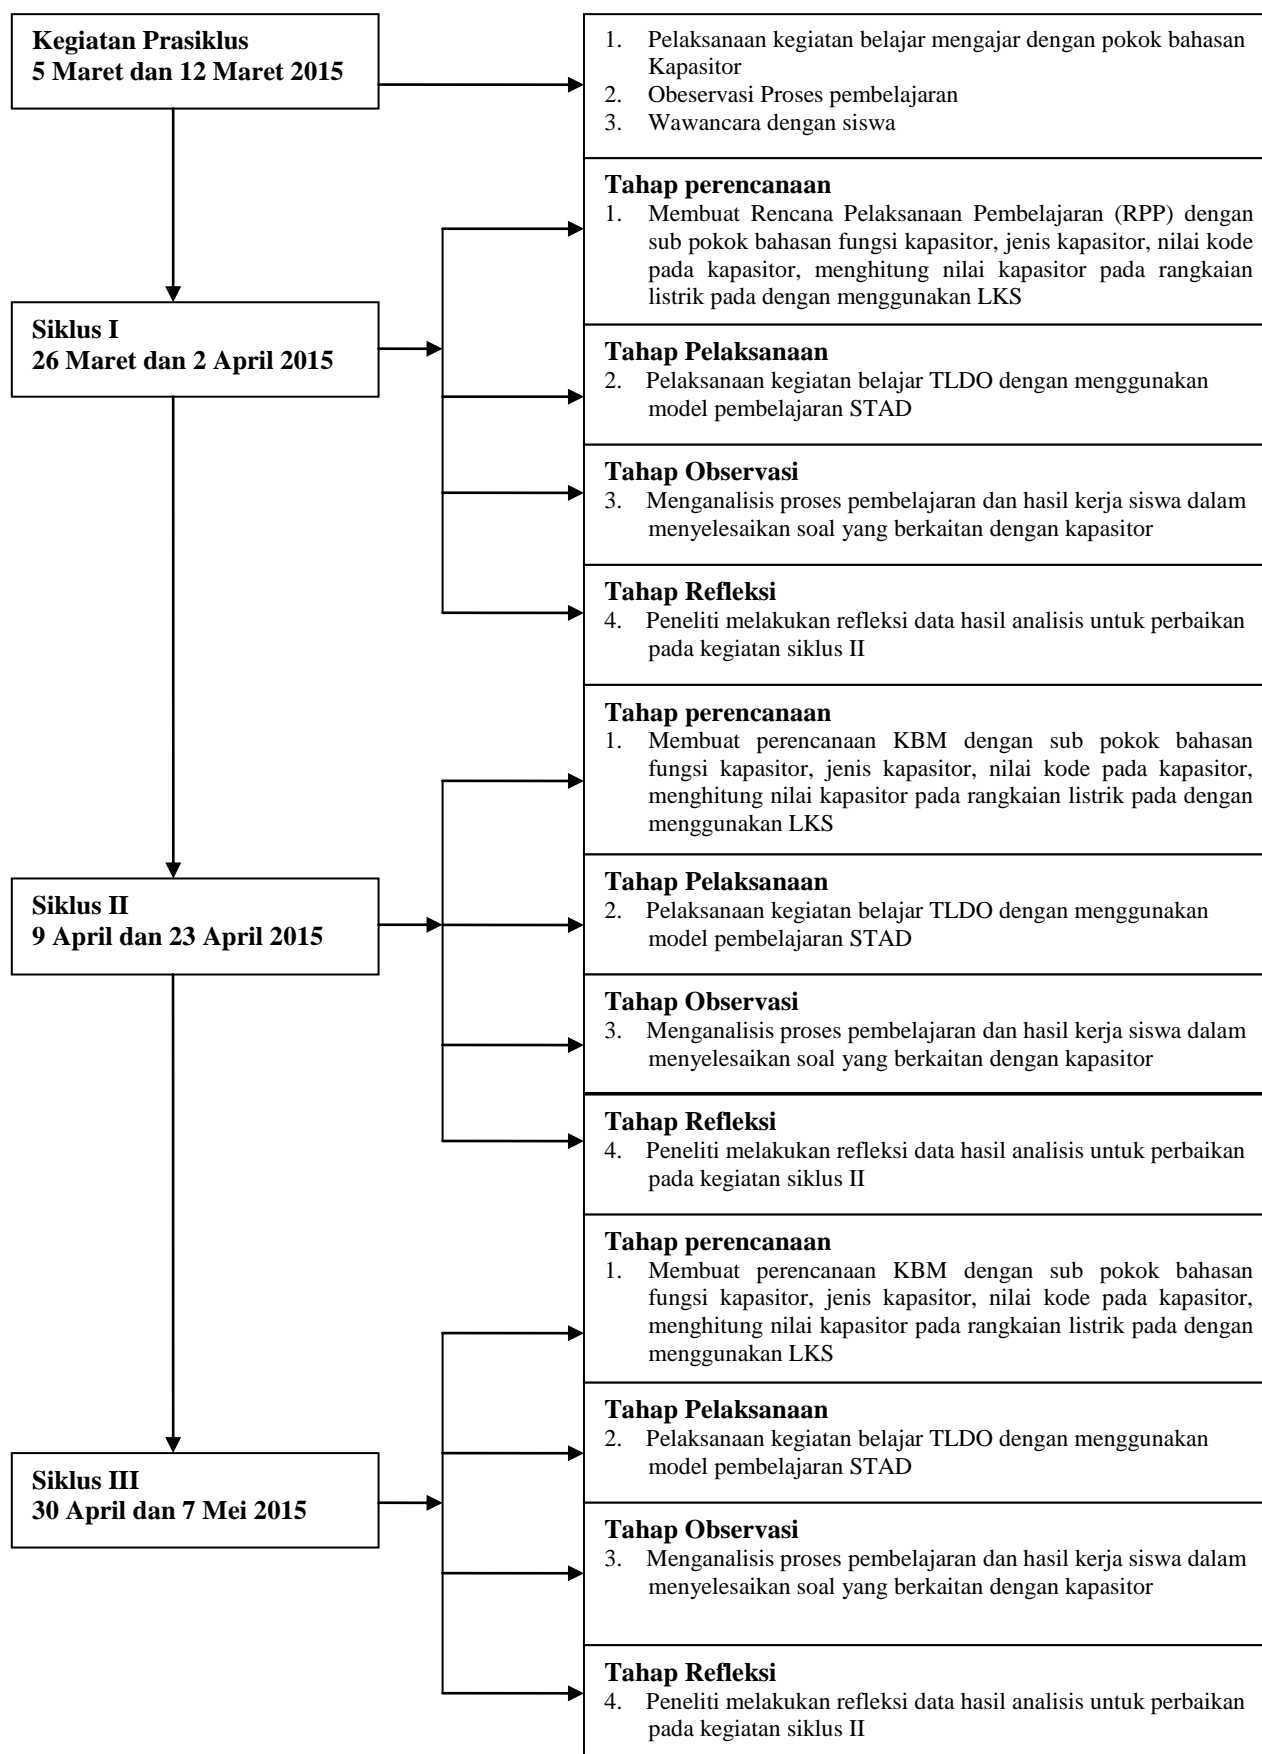 Kegiatan Prasiklus
5 Maret dan 12 Maret 2015
1. Pelaksanaan kegiatan belajar mengajar dengan pokok bahasan
Kapasitor
2. Obeservasi Proses pembelajaran
3. Wawancara dengan siswa
Tahap perencanaan
1. Membuat Rencana Pelaksanaan Pembelajaran (RPP) dengan
sub pokok bahasan fungsi kapasitor, jenis kapasitor, nilai kode
pada kapasitor, menghitung nilai kapasitor pada rangkaian
listrik pada dengan menggunakan LKS
Siklus I
26 Maret dan 2 April 2015
Tahap Pelaksanaan
2. Pelaksanaan kegiatan belajar TLDO dengan menggunakan
model pembelajaran STAD
Tahap Observasi
3. Menganalisis proses pembelajaran dan hasil kerja siswa dalam
menyelesaikan soal yang berkaitan dengan kapasitor
Tahap Refleksi
4. Peneliti melakukan refleksi data hasil analisis untuk perbaikan
pada kegiatan siklus II
Tahap perencanaan
1. Membuat perencanaan KBM dengan sub pokok bahasan
fungsi kapasitor, jenis kapasitor, nilai kode pada kapasitor,
menghitung nilai kapasitor pada rangkaian listrik pada dengan
menggunakan LKS
Siklus II
9 April dan 23 April 2015
Tahap Pelaksanaan
2. Pelaksanaan kegiatan belajar TLDO dengan menggunakan
model pembelajaran STAD
Tahap Observasi
3. Menganalisis proses pembelajaran dan hasil kerja siswa dalam
menyelesaikan soal yang berkaitan dengan kapasitor
Tahap Refleksi
4. Peneliti melakukan refleksi data hasil analisis untuk perbaikan
pada kegiatan siklus II
Tahap perencanaan
1. Membuat perencanaan KBM dengan sub pokok bahasan
fungsi kapasitor, jenis kapasitor, nilai kode pada kapasitor,
menghitung nilai kapasitor pada rangkaian listrik pada dengan
menggunakan LKS
Tahap Pelaksanaan
2. Pelaksanaan kegiatan belajar TLDO dengan menggunakan
model pembelajaran STAD
Siklus III
30 April dan 7 Mei 2015
Tahap Observasi
3. Menganalisis proses pembelajaran dan hasil kerja siswa dalam
menyelesaikan soal yang berkaitan dengan kapasitor
Tahap Refleksi
4. Peneliti melakukan refleksi data hasil analisis untuk perbaikan
pada kegiatan siklus II